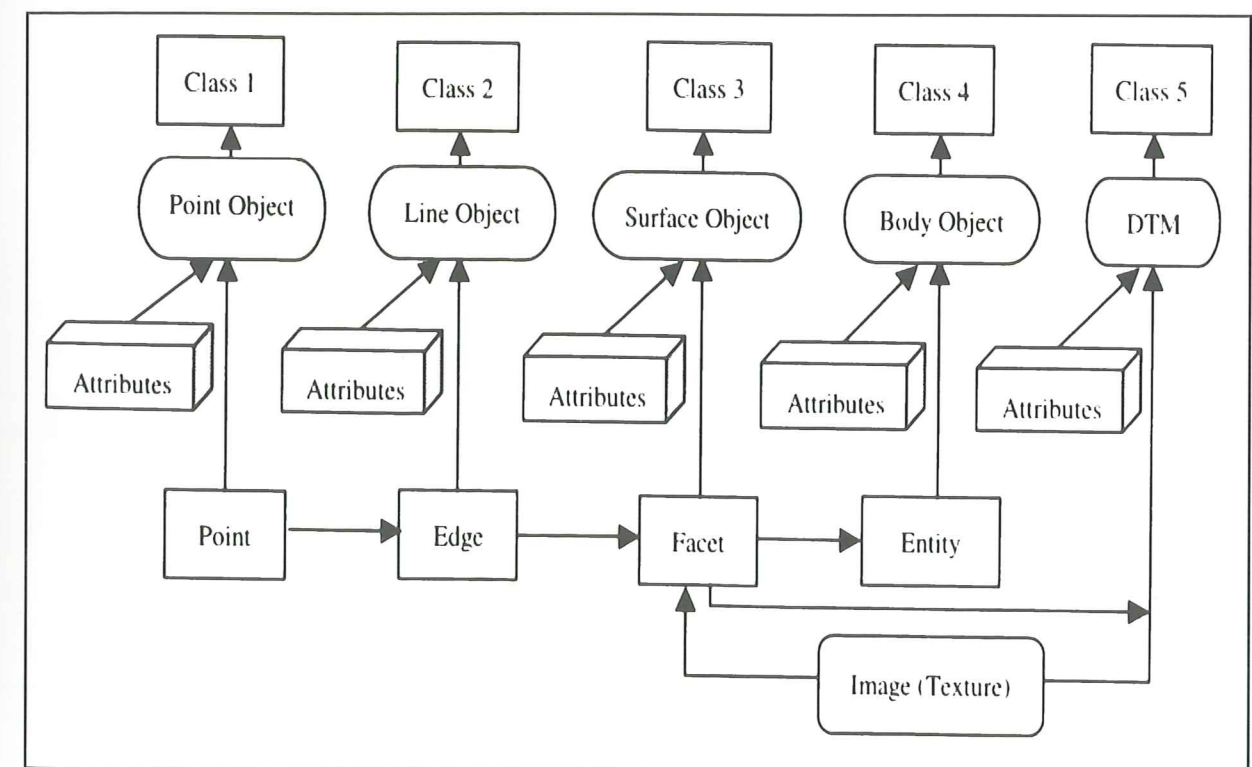 Class 1
Class 2
Class 3
Class 4
Class 5
Point Object
Line Object
Surface Object
Body Object
DTM
Attributes
Attributes
Attributes
Attributes
Attributes
Point
Edge
Facet
Entity
Image (Texture)